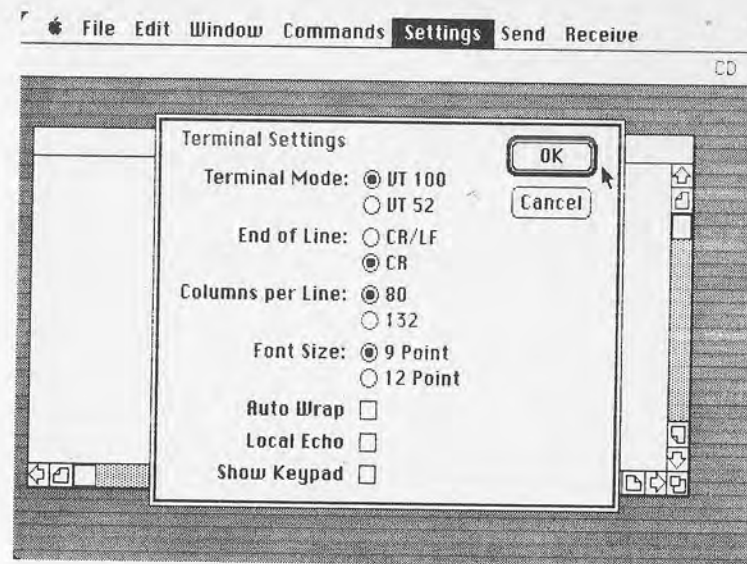 File Edit Window Commands Settings Send Receive
CD
Terminal Settings
OK
Terminal Mode: VT 100
VT 52
Cancel
End of Line: CR/LF
CR
Columns per Line: 80
132
Font Size: 9 Point
12 Point
Auto Wrap
Local Echo
Show Keypad